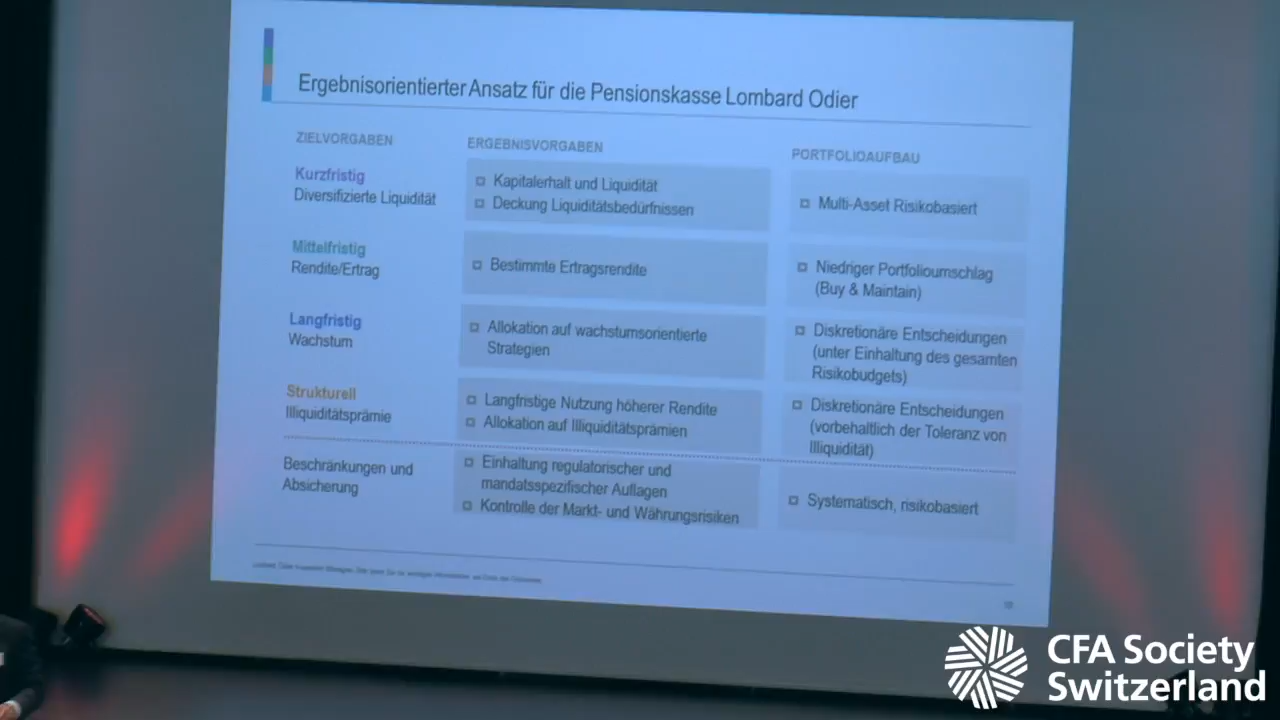 Ergebnisorientierter Ansatz für die Pensionskasse Lombard Odier
ZIELVORGABEN
ERGEBNISVORGABEN
PORTFOLIOAUFBAU
Kurzfristig
Diversifizierte Liquidität
Kapitalerhalt und Liquidität
Deckung Liquiditätsbedürfnissen
Multi-Asset Risikobasiert
Mittelfristig
Rendite/Ertrag
Bestimmte Ertragsrendite
Niedriger Portfolioumschlag
(Buy & Maintain)
Langfristig
Wachstum
Allokation auf wachstumsorientierte
Strategien
Diskretionäre Entscheidungen
(unter Einhaltung des gesamten
Risikobudgets)
Strukturell
Illiquiditätsprämie
Langfristige Nutzung höherer Rendite
Allokation auf Illiquiditätsprämien
Diskretionäre Entscheidungen
(vorbehaltlich der Toleranz von
Illiquidität)
Beschränkungen und
Absicherung
Einhaltung regulatorischer und
mandatsspezifischer Auflagen
Kontrolle der Markt- und Währungsrisiken
Systematisch, risikobasiert
CFA Society
Switzerland